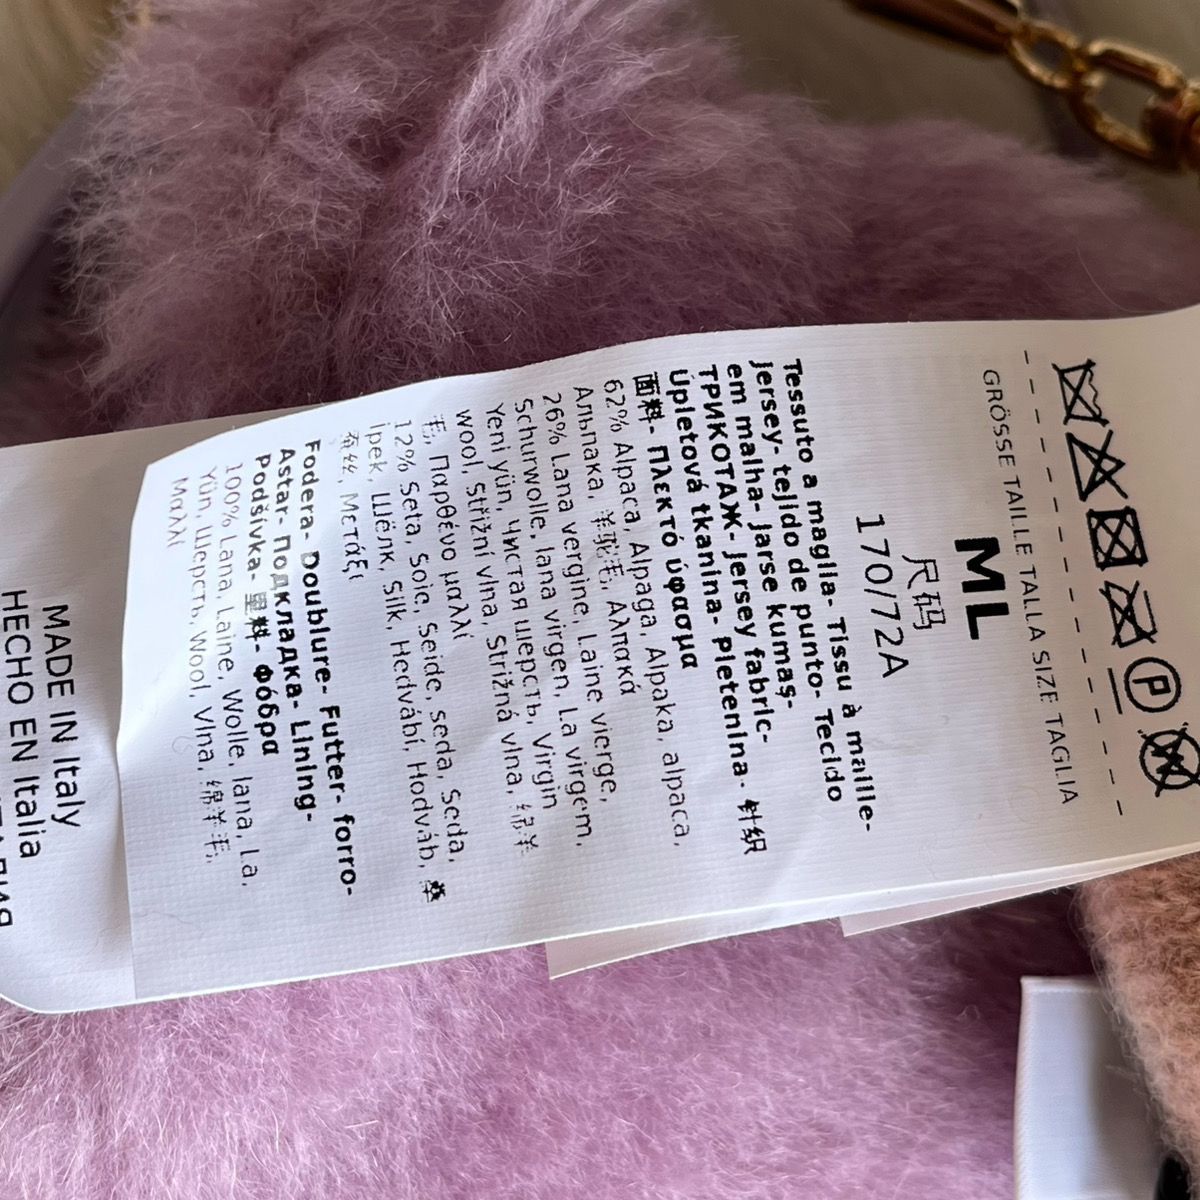 GRÖSSE TAILLE TALLA SIZE TAGLIA
ML
尺码
170/72A
Tessuto a maglia- Tissu à maille-
Jersey- tejido de punto- Tecido
em malha- Jarse kumaş-
ТРИКОТАЖ- Jersey fabric-
Úpletová tkanina- pletenina- 针织
面料- Πλεκτό ύφασμα
62% Alpaca, Alpaga, Alpaka, alpaca,
Альпака, 羊驼毛, Αλπακά
26% Lana vergine, Laine vierge,
Schurwolle, lana virgen, La virgem,
Yeni yün, Чистая шерсть, Virgin
wool, Střižní vlna, Strižná vlna, 绵羊
毛, Παρθένο μαλλί
12% Seta, Soie, Seide, seda, Seda,
İpek, Шёлк, Silk, Hedvábí, Hodváb, 桑
蚕丝, Μετάξι
Fodera- Doublure- Futter- forro-
Astar- Подкладка- Lining-
Podšívka- 里料- Φόδρα
100% Lana, Laine, Wolle, lana, Lã,
Yün, Шерсть, Wool, Vlna, 绵羊毛,
Μαλλί
MADE IN Italy
HECHO EN Italia